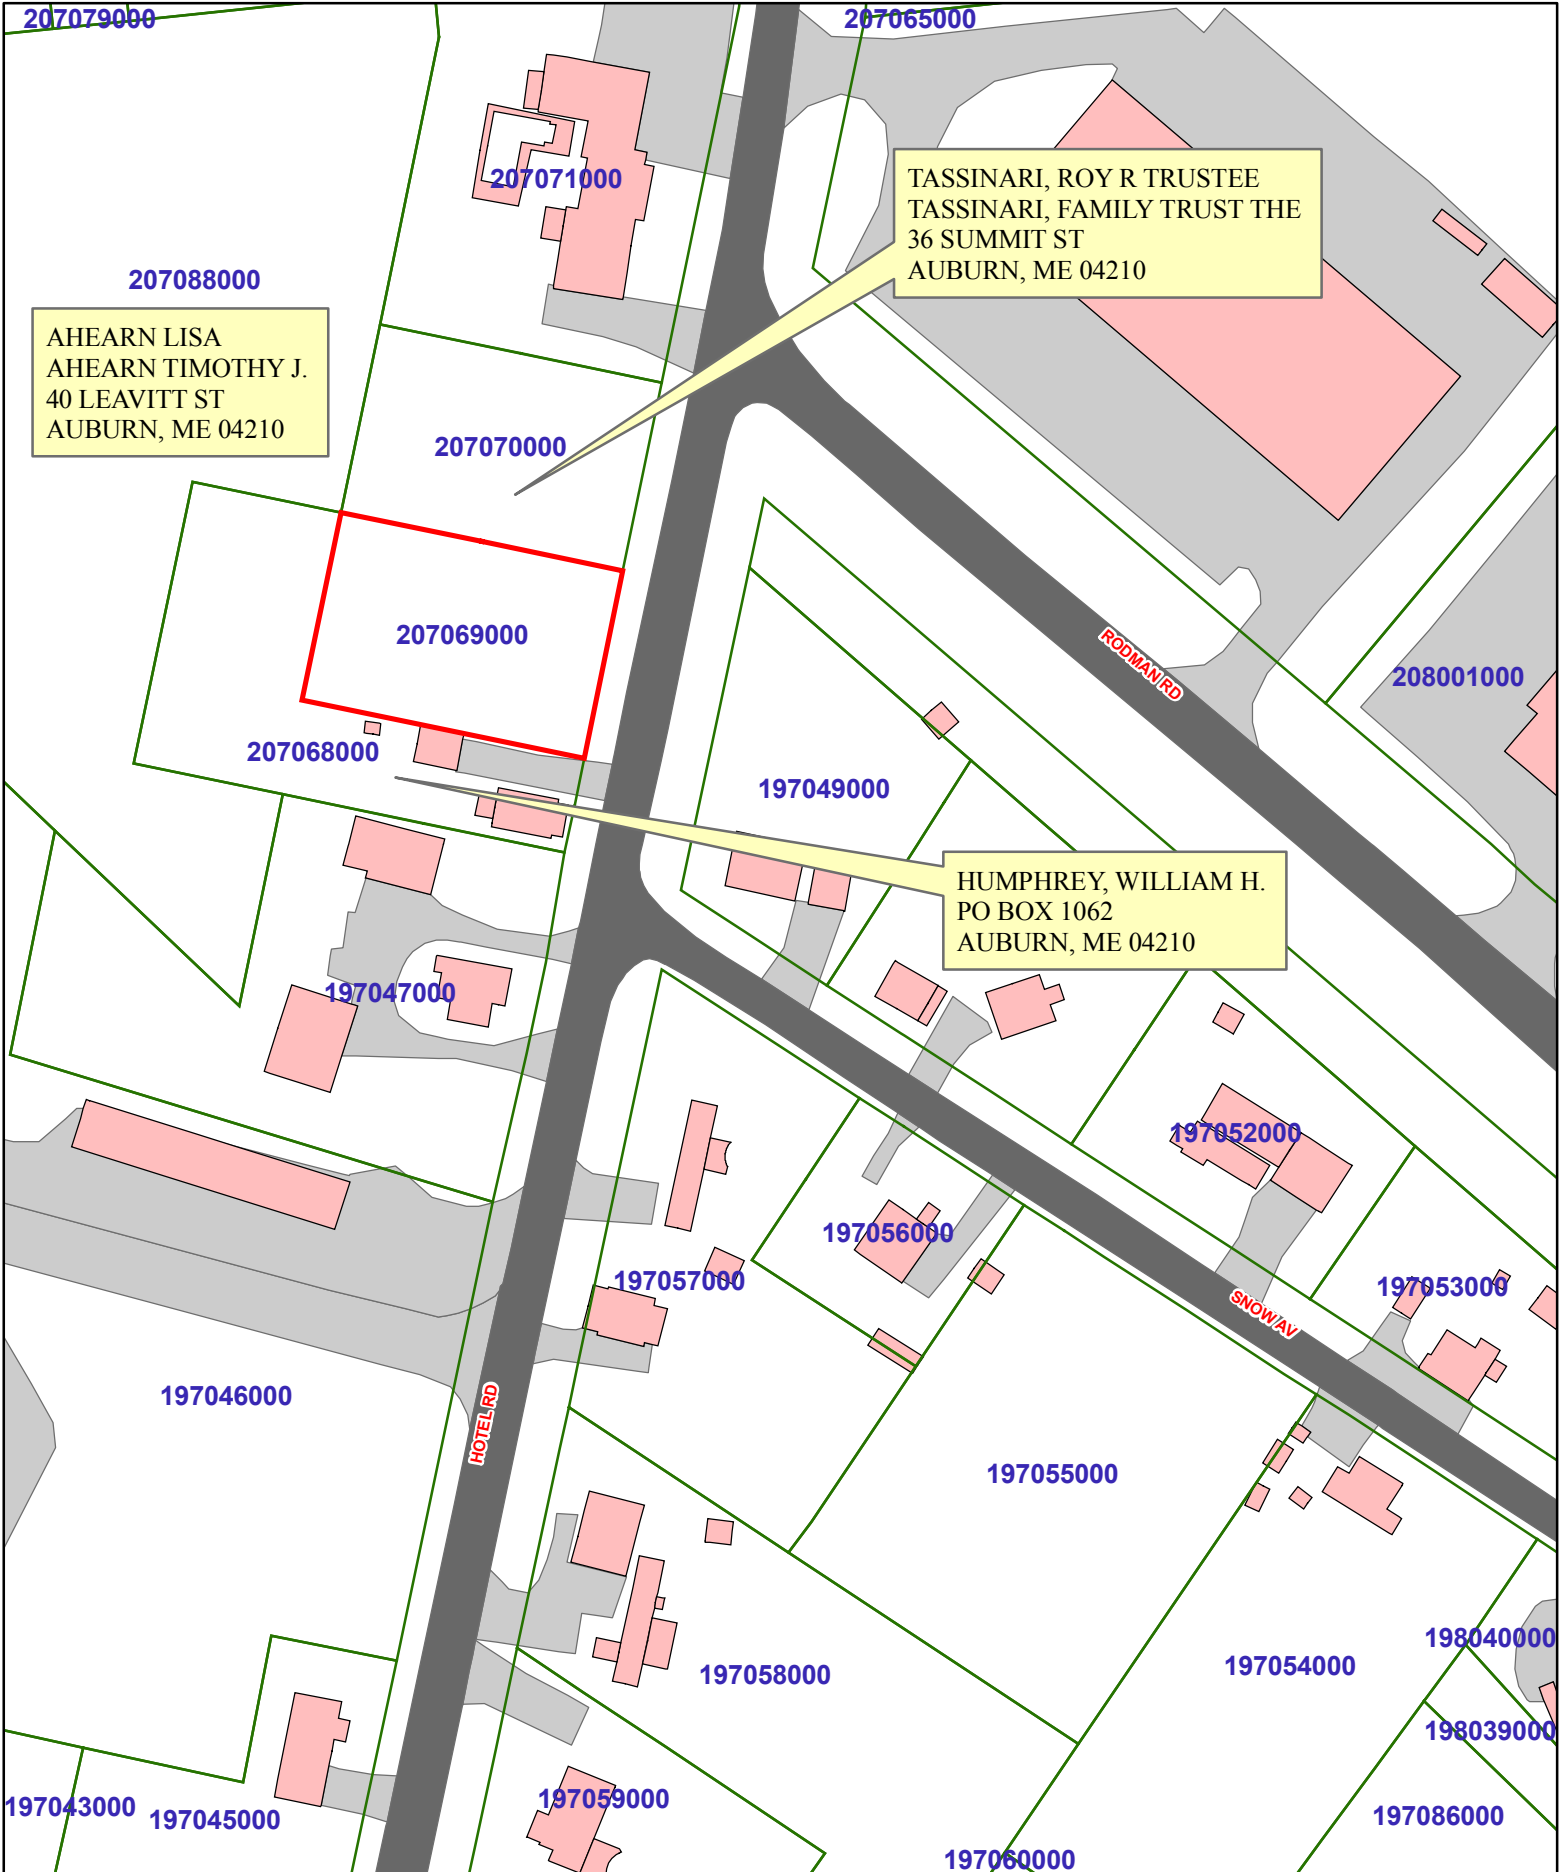 207079000
207065000
207071000
TASSINARI, ROY R TRUSTEE
TASSINARI, FAMILY TRUST THE
36 SUMMIT ST
AUBURN, ME 04210
207088000
AHEARN LISA
AHEARN TIMOTHY J.
40 LEAVITT ST
AUBURN, ME 04210
207070000
207069000
RODMAN RD
208001000
207068000
197049000
HUMPHREY, WILLIAM H.
PO BOX 1062
AUBURN, ME 04210
197047000
197052000
197056000
197057000
197053000
SNOW AV
197046000
HOTEL RD
197055000
198040000
197054000
197058000
198039000
197059000
197043000
197045000
197086000
197060000